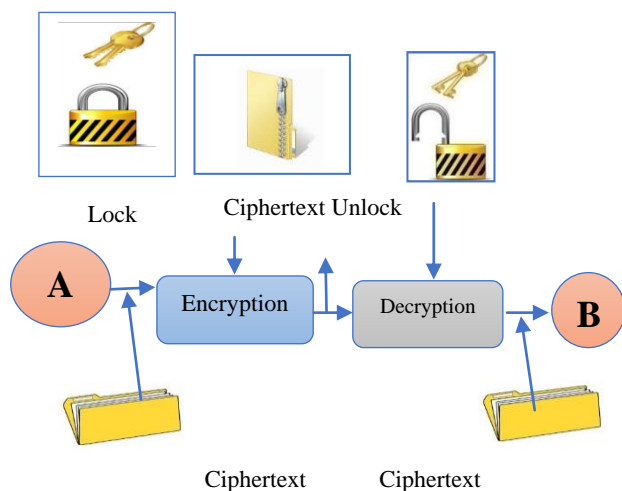 Lock
Ciphertext Unlock
A
Encryption
Decryption
B
Ciphertext
Ciphertext